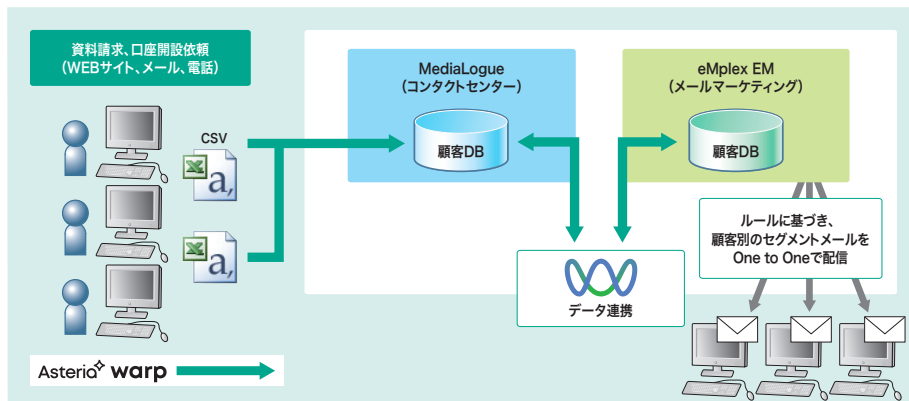 資料請求、口座開設依頼
（WEBサイト、メール、電話）
CSV
a,
a,
MediaLogue
（コンタクトセンター）
顧客DB
eMplex EM
（メールマーケティング）
顧客DB
ルールに基づき、
顧客別のセグメントメールを
One to Oneで配信
データ連携
Asteria warp